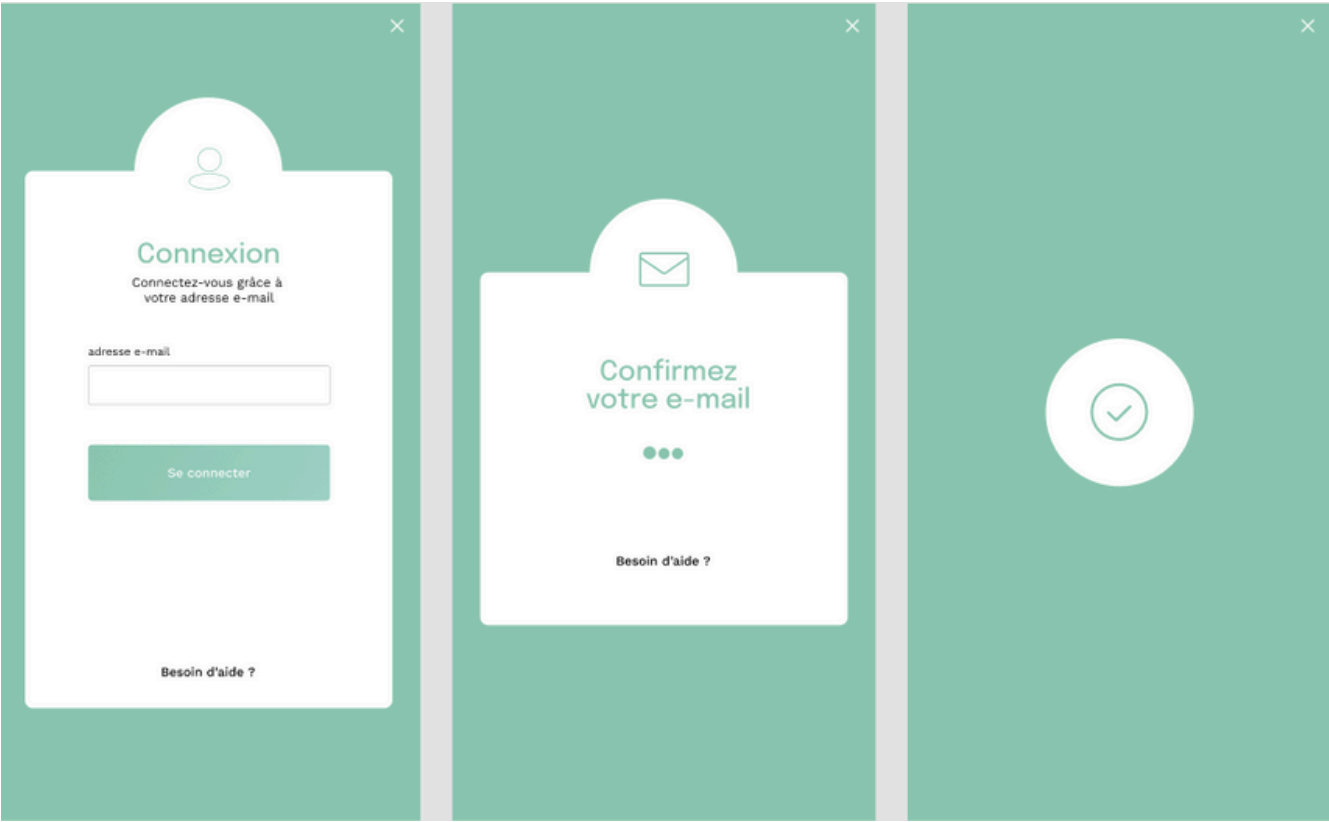 Connexion
Connectez-vous grâce à
votre adresse e-mail
adresse e-mail
Se connecter
Besoin d'aide ?
Confirmez
votre e-mail
Besoin d'aide ?